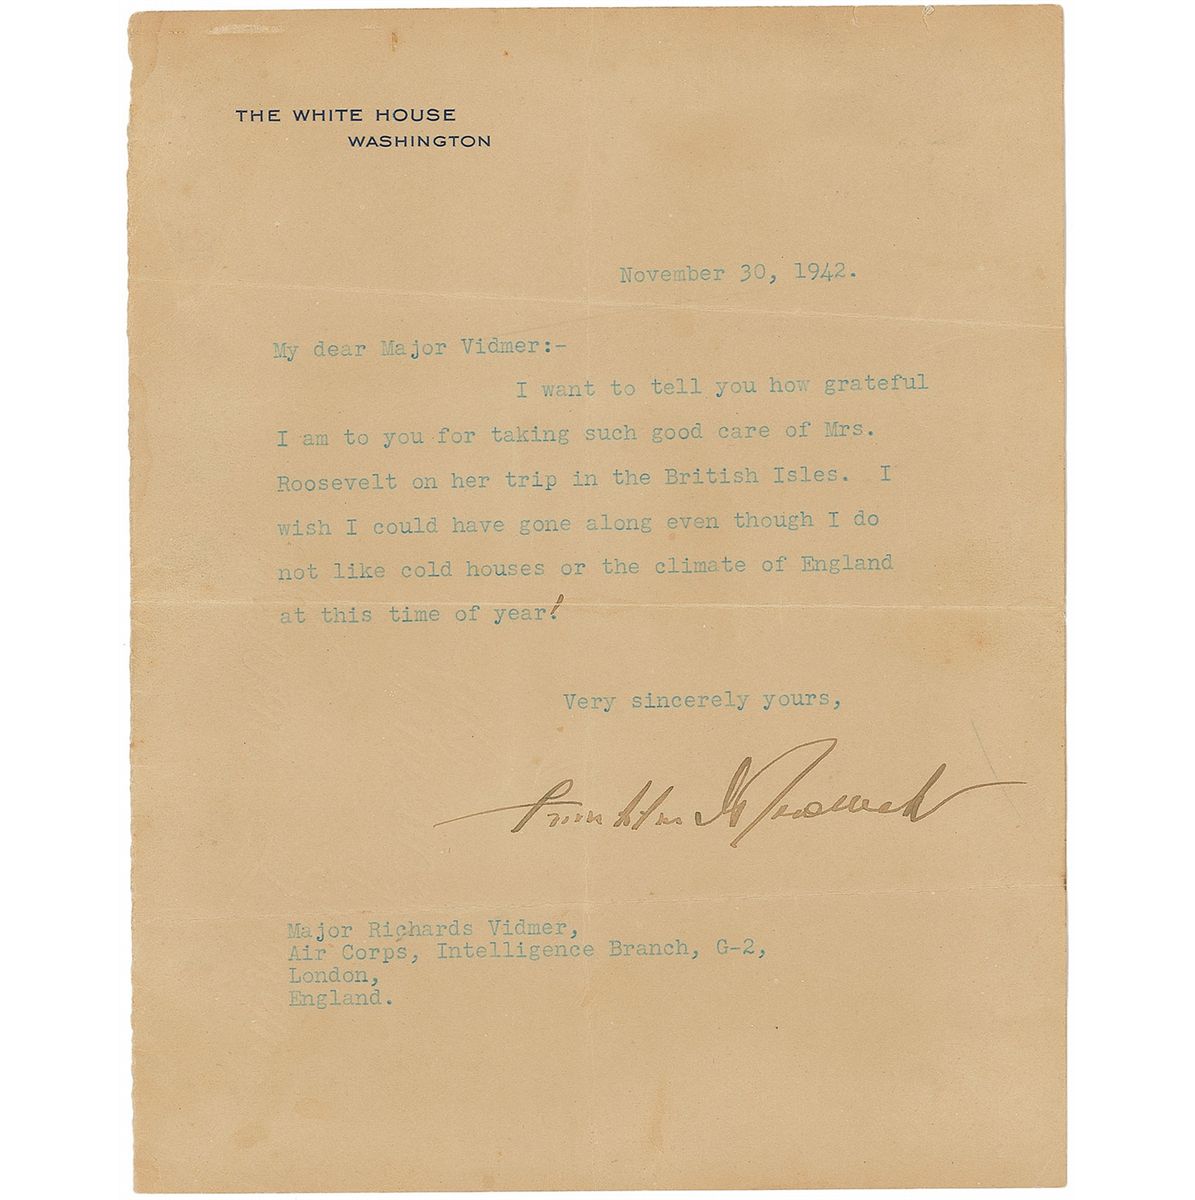 THE WHITE HOUSE
WASHINGTON
November 30, 1942.
My dear Major Vidmer:-
I want to tell you how grateful
I am to you for taking such good care of Mrs.
Roosevelt on her trip in the British Isles. I
wish I could have gone along even though I do
not like cold houses or the climate of England
at this time of year!
Very sincerely yours,
Franklin D Roosevelt
Major Richards Vidmer,
Air Corps, Intelligence Branch, G-2,
London,
England.